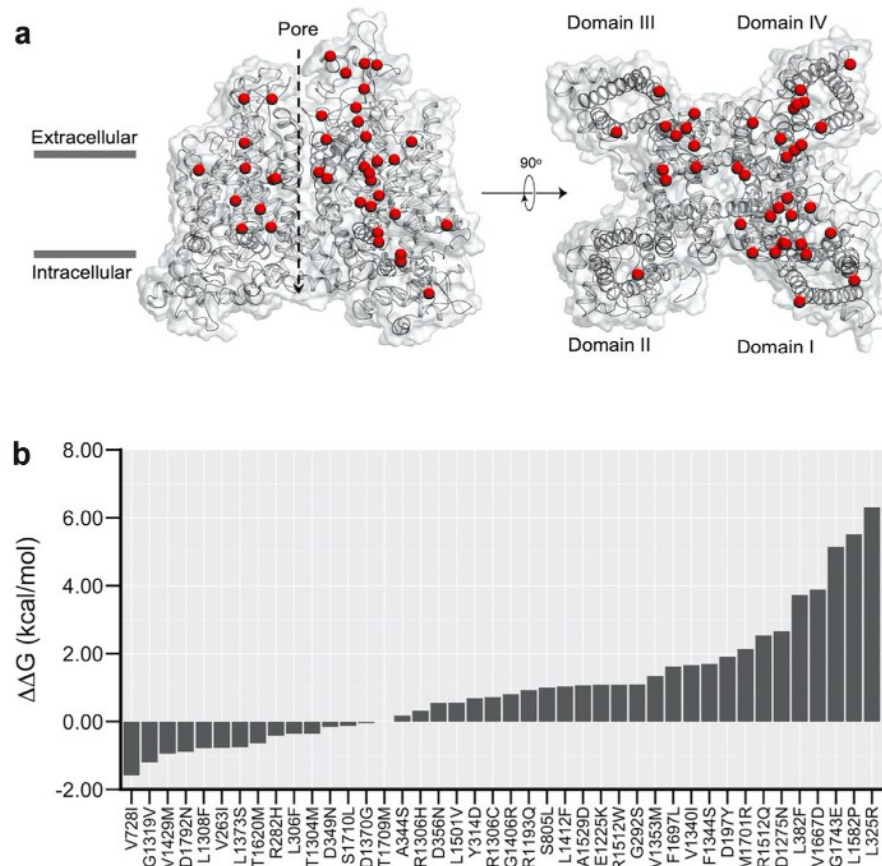 a
Pore
Extracellular
Intracellular
90°
Domain III
Domain IV
Domain II
Domain I
b
ΔΔG (kcal/mol)
8.00
6.00
4.00
2.00
0.00
-2.00
V728I
G1319V
V1429M
D1792N
L1308F
V263I
L1373S
T1620M
R282H
L306F
T1304M
D349N
S1710L
D1370G
T1709M
A344S
R1306H
D356N
L1501V
Y314D
R1306C
G1406R
R1193Q
S805L
L1412F
A1529D
E1225K
R1512W
G292S
V1353M
F1697L
V1340I
F1344S
D197Y
M1701R
R1512Q
D1275N
L382F
V1667D
G1743E
L1582P
L325R